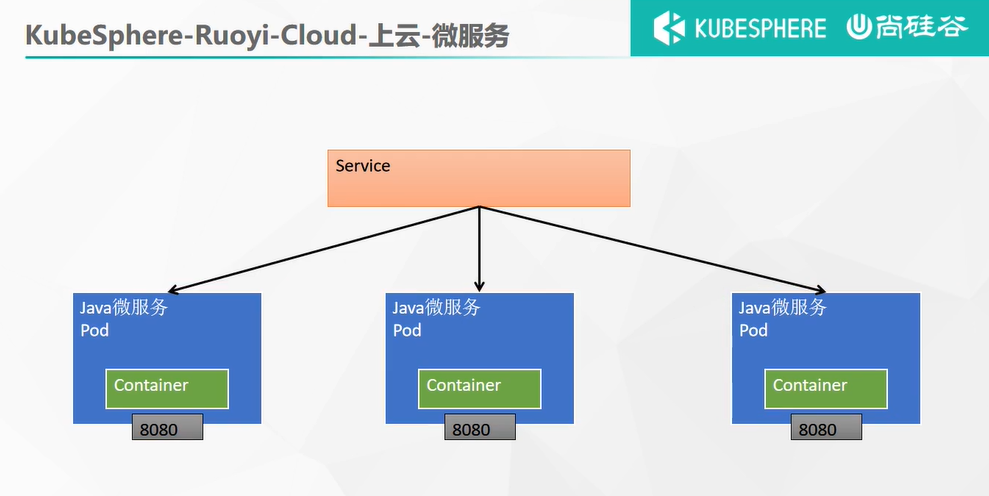 KubeSphere-Ruoyi-Cloud-上云-微服务
KUBESPHERE
尚硅谷
Service
Java微服务
Pod
Container
8080
Java微服务
Pod
Container
8080
Java微服务
Pod
Container
8080